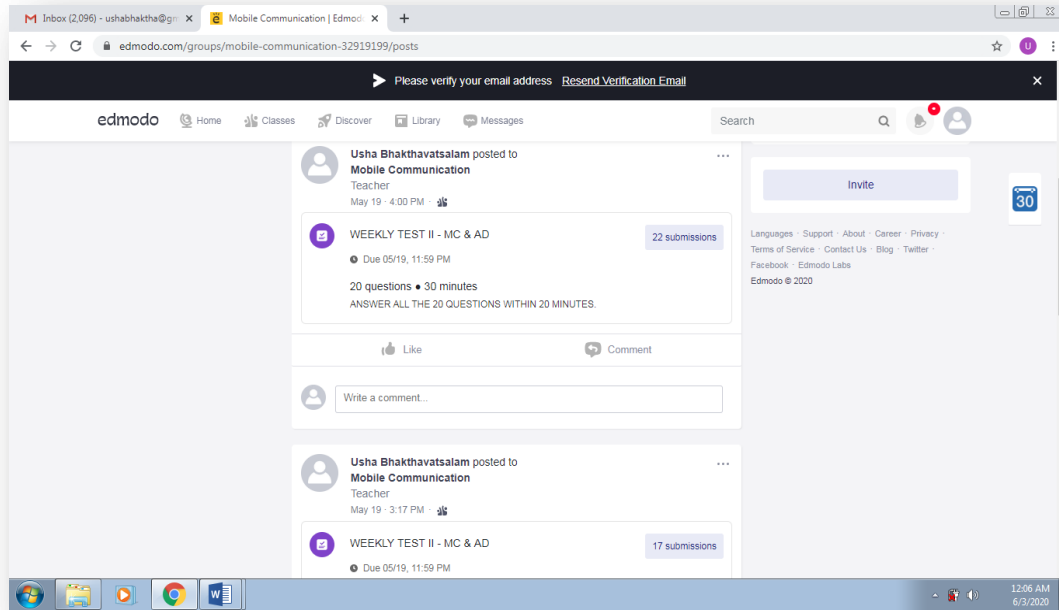 Inbox (2,096) - ushabhaktha@gm
Mobile Communication | Edmod
edmodo.com/groups/mobile-communication-32919199/posts
U
Please verify your email address Resend Verification Email
edmodo Home Classes Discover Library Messages Search
Usha Bhakthavatsalam posted to
Mobile Communication
Teacher
May 19 · 4:00 PM ·
WEEKLY TEST II - MC & AD
22 submissions
Due 05/19, 11:59 PM
20 questions ● 30 minutes
ANSWER ALL THE 20 QUESTIONS WITHIN 20 MINUTES.
Like Comment
Write a comment...
Usha Bhakthavatsalam posted to
Mobile Communication
Teacher
May 19 · 3:17 PM ·
WEEKLY TEST II - MC & AD
17 submissions
Due 05/19, 11:59 PM
Invite
Languages · Support · About · Career · Privacy ·
Terms of Service · Contact Us · Blog · Twitter ·
Facebook · Edmodo Labs
Edmodo © 2020
30
12:06 AM
6/3/2020